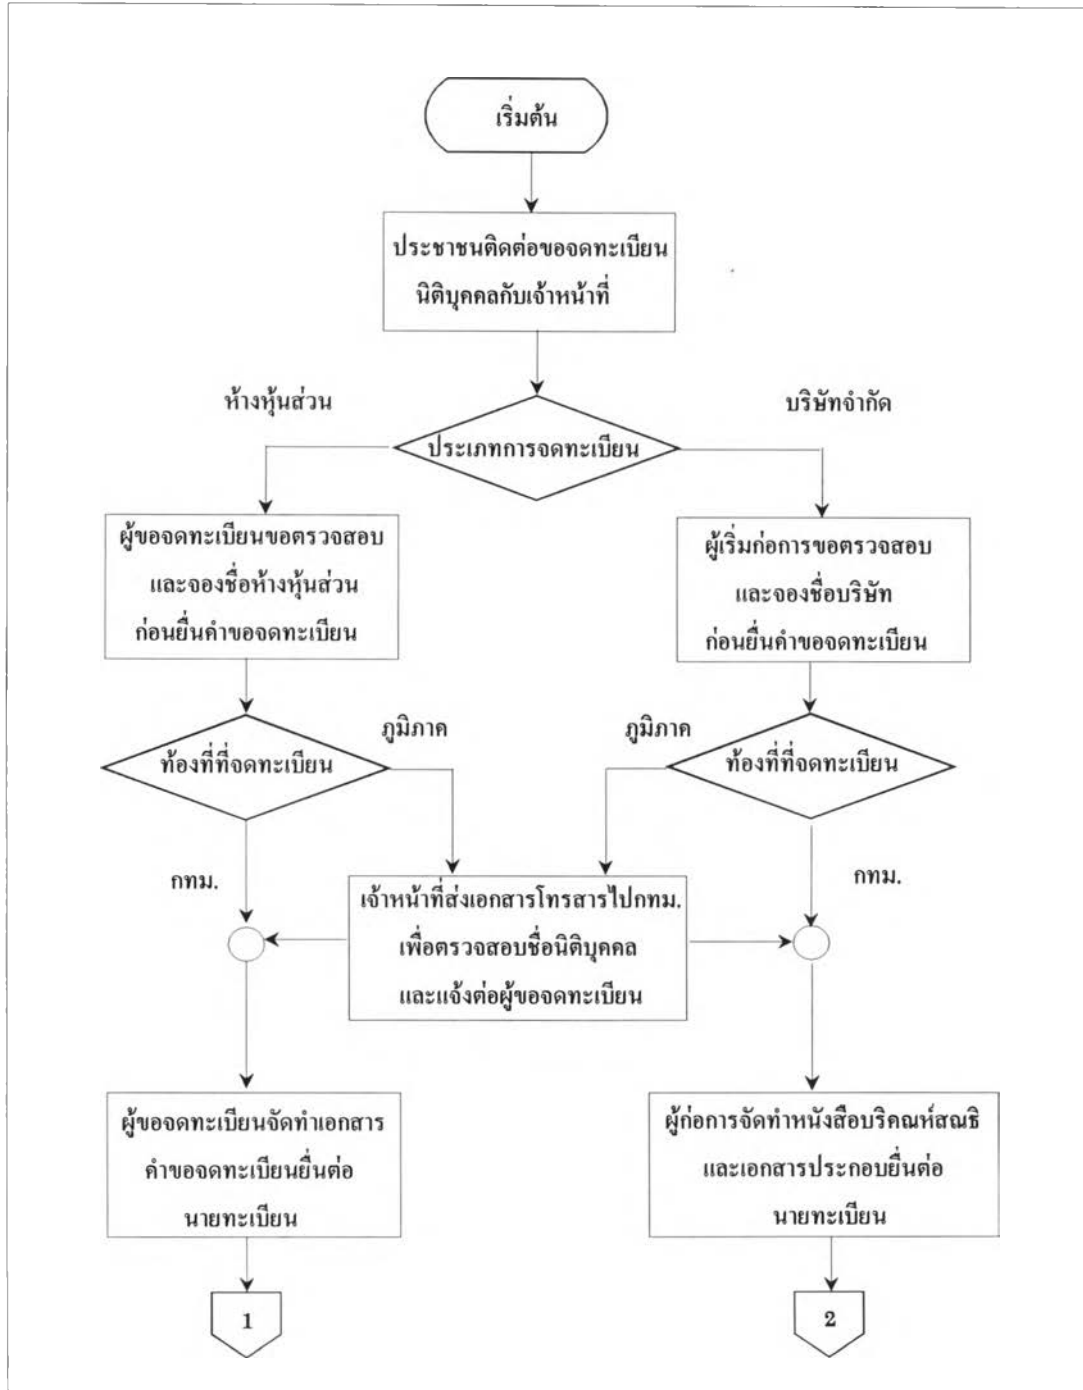 เริ่มต้น
ประชาชนติดต่อขอจดทะเบียน
นิติบุคคลกับเจ้าหน้าที่
ห้างหุ้นส่วน
บริษัทจำกัด
ประเภทการจดทะเบียน
ผู้ขอจดทะเบียนขอตรวจสอบ
และจองชื่อห้างหุ้นส่วน
ก่อนยื่นคำขอจดทะเบียน
ผู้เริ่มก่อการขอตรวจสอบ
และจองชื่อบริษัท
ก่อนยื่นคำขอจดทะเบียน
ภูมิภาค
ภูมิภาค
ท้องที่ที่จดทะเบียน
ท้องที่ที่จดทะเบียน
กทม.
กทม.
เจ้าหน้าที่ส่งเอกสารโทรสารไปกทม.
เพื่อตรวจสอบชื่อนิติบุคคล
และแจ้งต่อผู้ขอจดทะเบียน
ผู้ขอจดทะเบียนจัดทำเอกสาร
คำขอจดทะเบียนยื่นต่อ
นายทะเบียน
ผู้ก่อการจัดทำหนังสือบริคณห์สณธิ
และเอกสารประกอบยื่นต่อ
นายทะเบียน
1
2